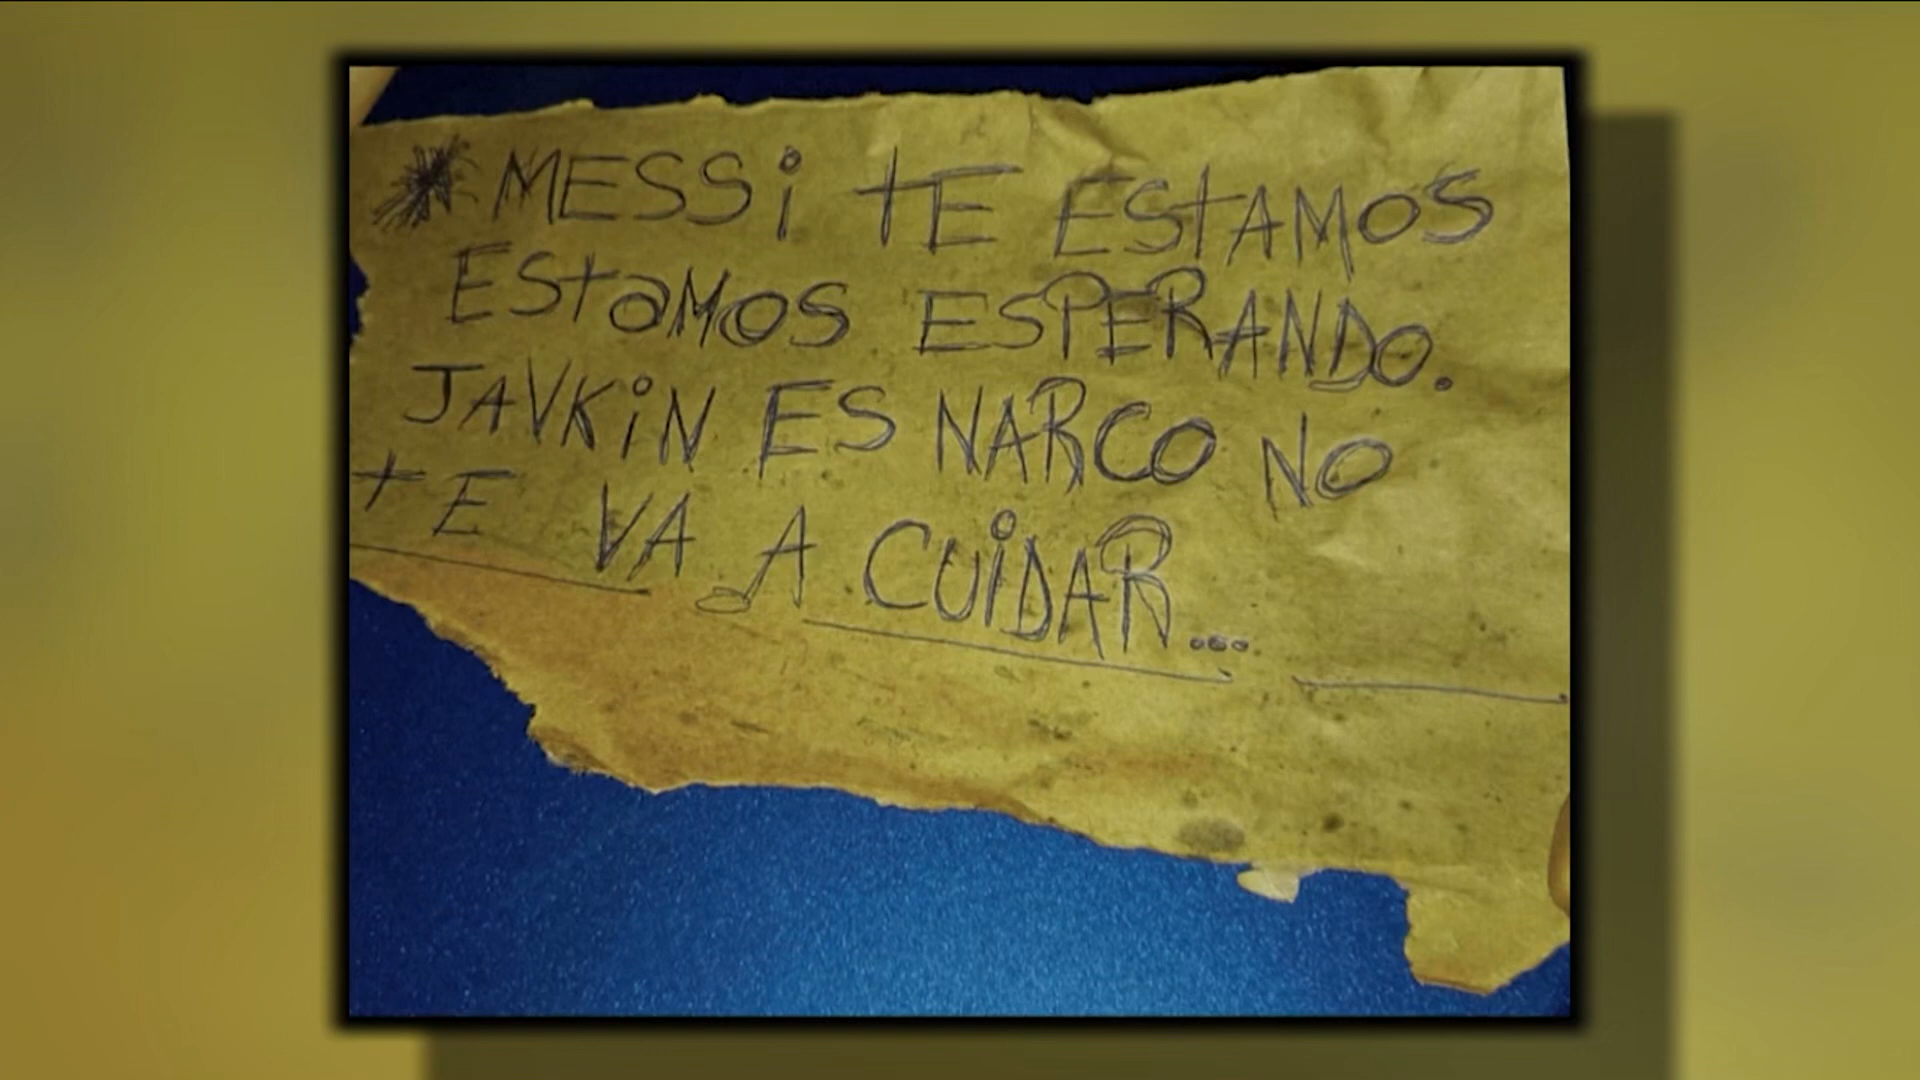 *MESSi tE EStAMOS
EStaMOS ESPERANDO.
JAVKiN ES NARCO NO
tE VA A CUiDAR...